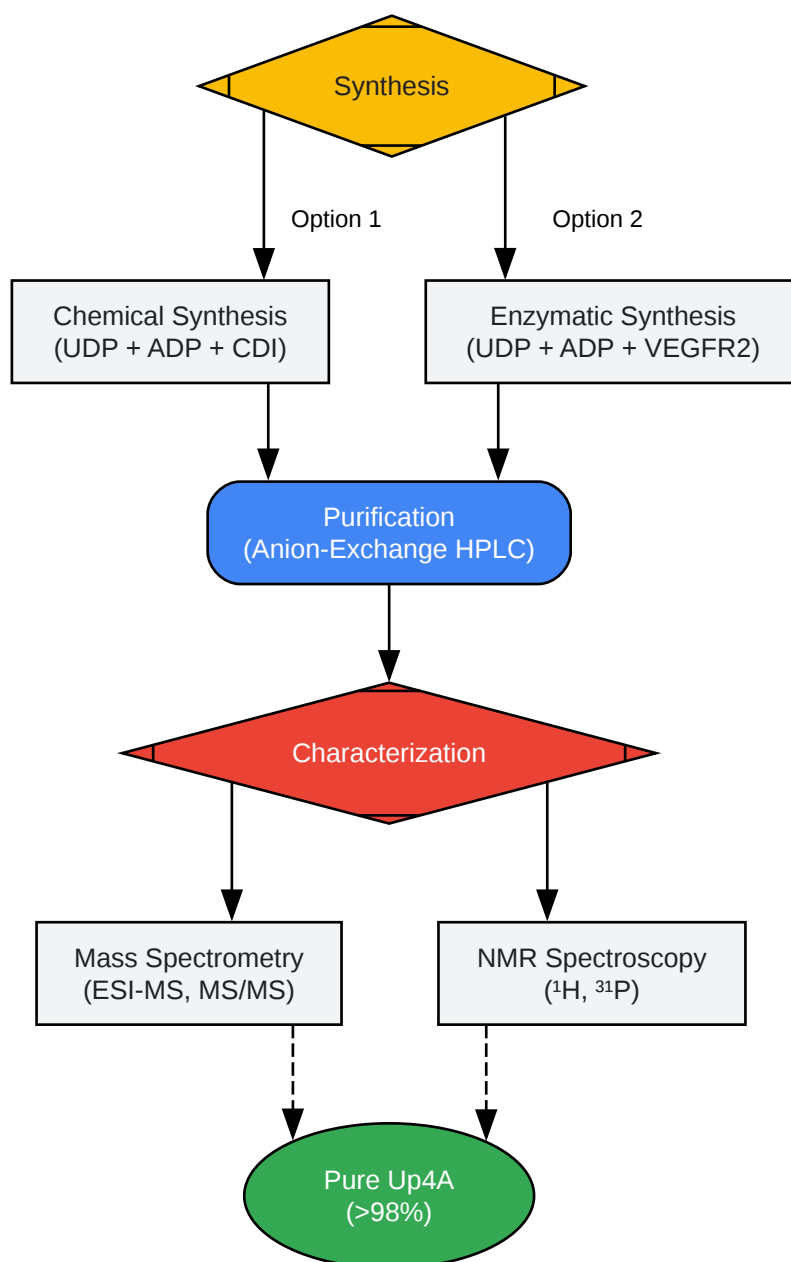 Synthesis
Option 1
Option 2
Chemical Synthesis
(UDP + ADP + CDI)
Enzymatic Synthesis
(UDP + ADP + VEGFR2)
Purification
(Anion-Exchange HPLC)
Characterization
Mass Spectrometry
(ESI-MS, MS/MS)
NMR Spectroscopy
(¹H, ³¹P)
Pure Up4A
(>98%)